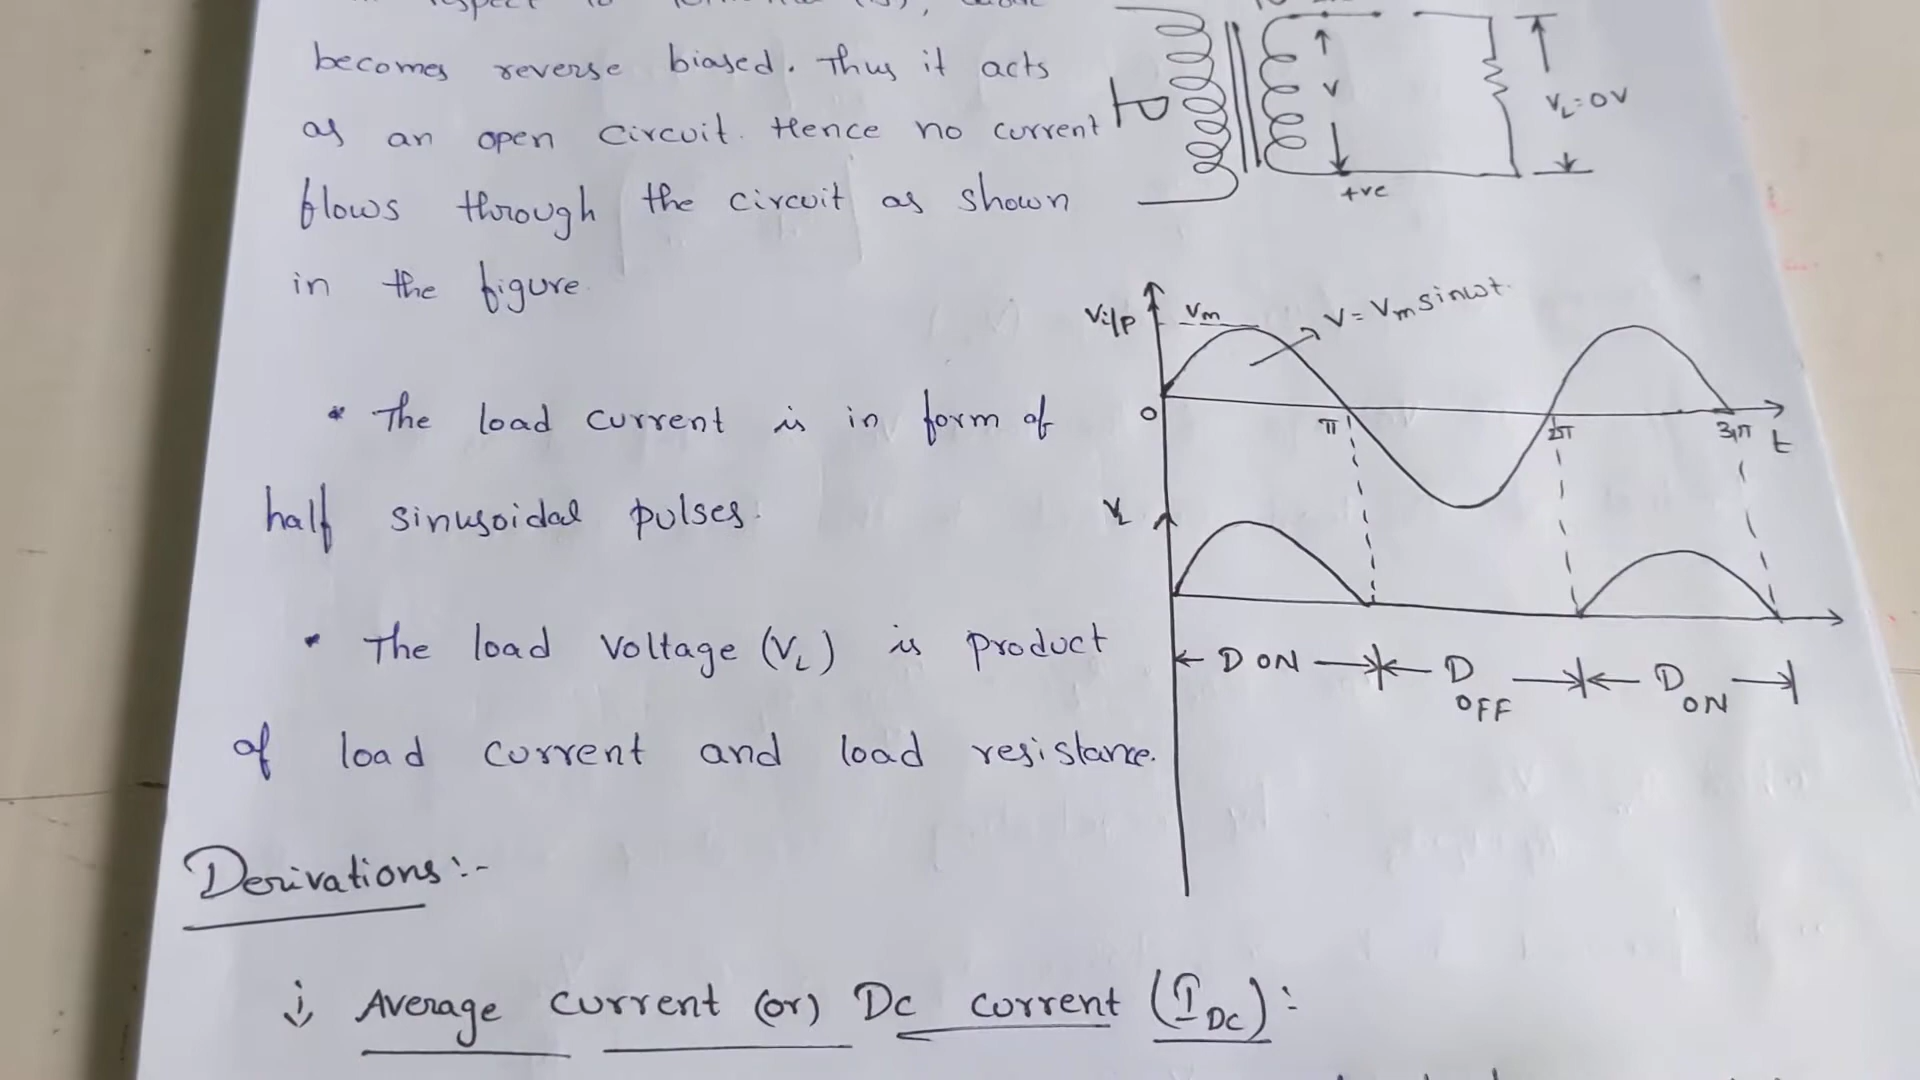 becomes reverse biased. Thus it acts
as an open circuit. Hence no current
flows through the circuit as shown
in the figure.
* The load current is in form of
half sinusoidal pulses.
* The load voltage (VL) is product
of load current and load resistance.
Derivations:-
i, Average current (or) Dc current (IDC):
V
VL=0V
+ve
Vi/p
Vm
V=Vm sinωt.
0
π
2π
3π
t
VL
D ON
D OFF
D ON